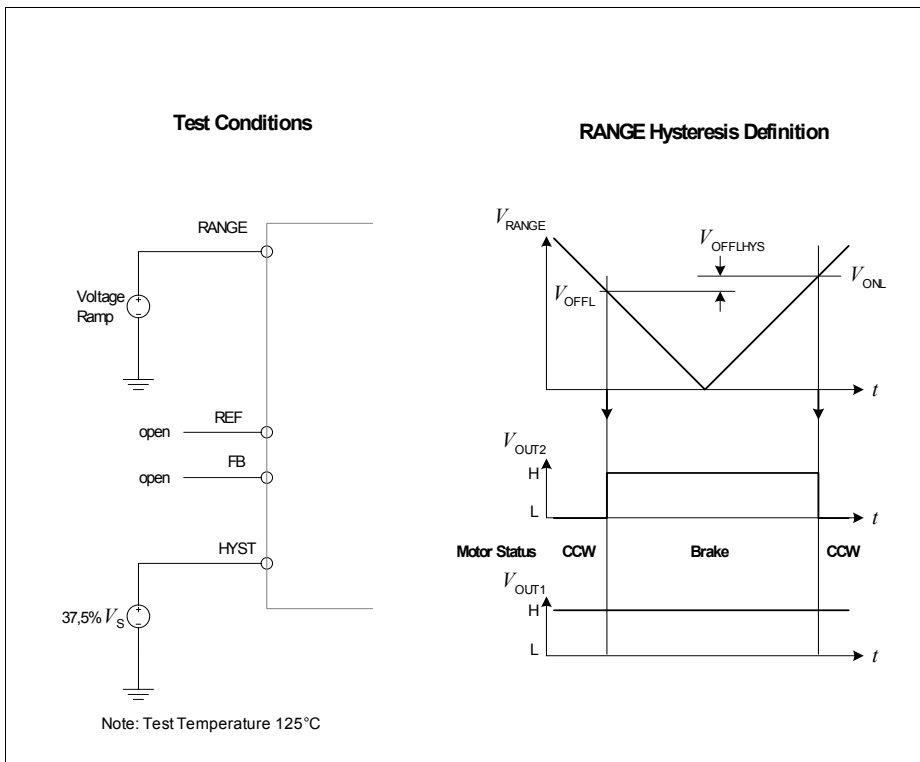 Test Conditions
RANGE
Voltage
Ramp
REF
open
FB
open
HYST
37,5% VS
Note: Test Temperature 125°C
RANGE Hysteresis Definition
VRANGE
VOFFLHYS
VOFFL
VONL
t
VOUT2
H
L
t
Motor Status CCW Brake CCW
VOUT1
H
L
t